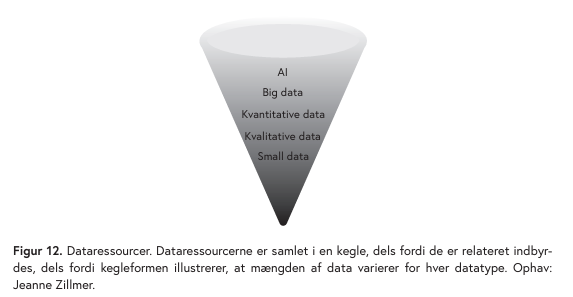 AI
Big data
Kvantitative data
Kvalitative data
Small data
Figur 12. Dataressourcer. Dataressourcerne er samlet i en kegle, dels fordi de er relateret indbyr-
des, dels fordi kegleformen illustrerer, at mængden af data varierer for hver datatype. Ophav:
Jeanne Zillmer.